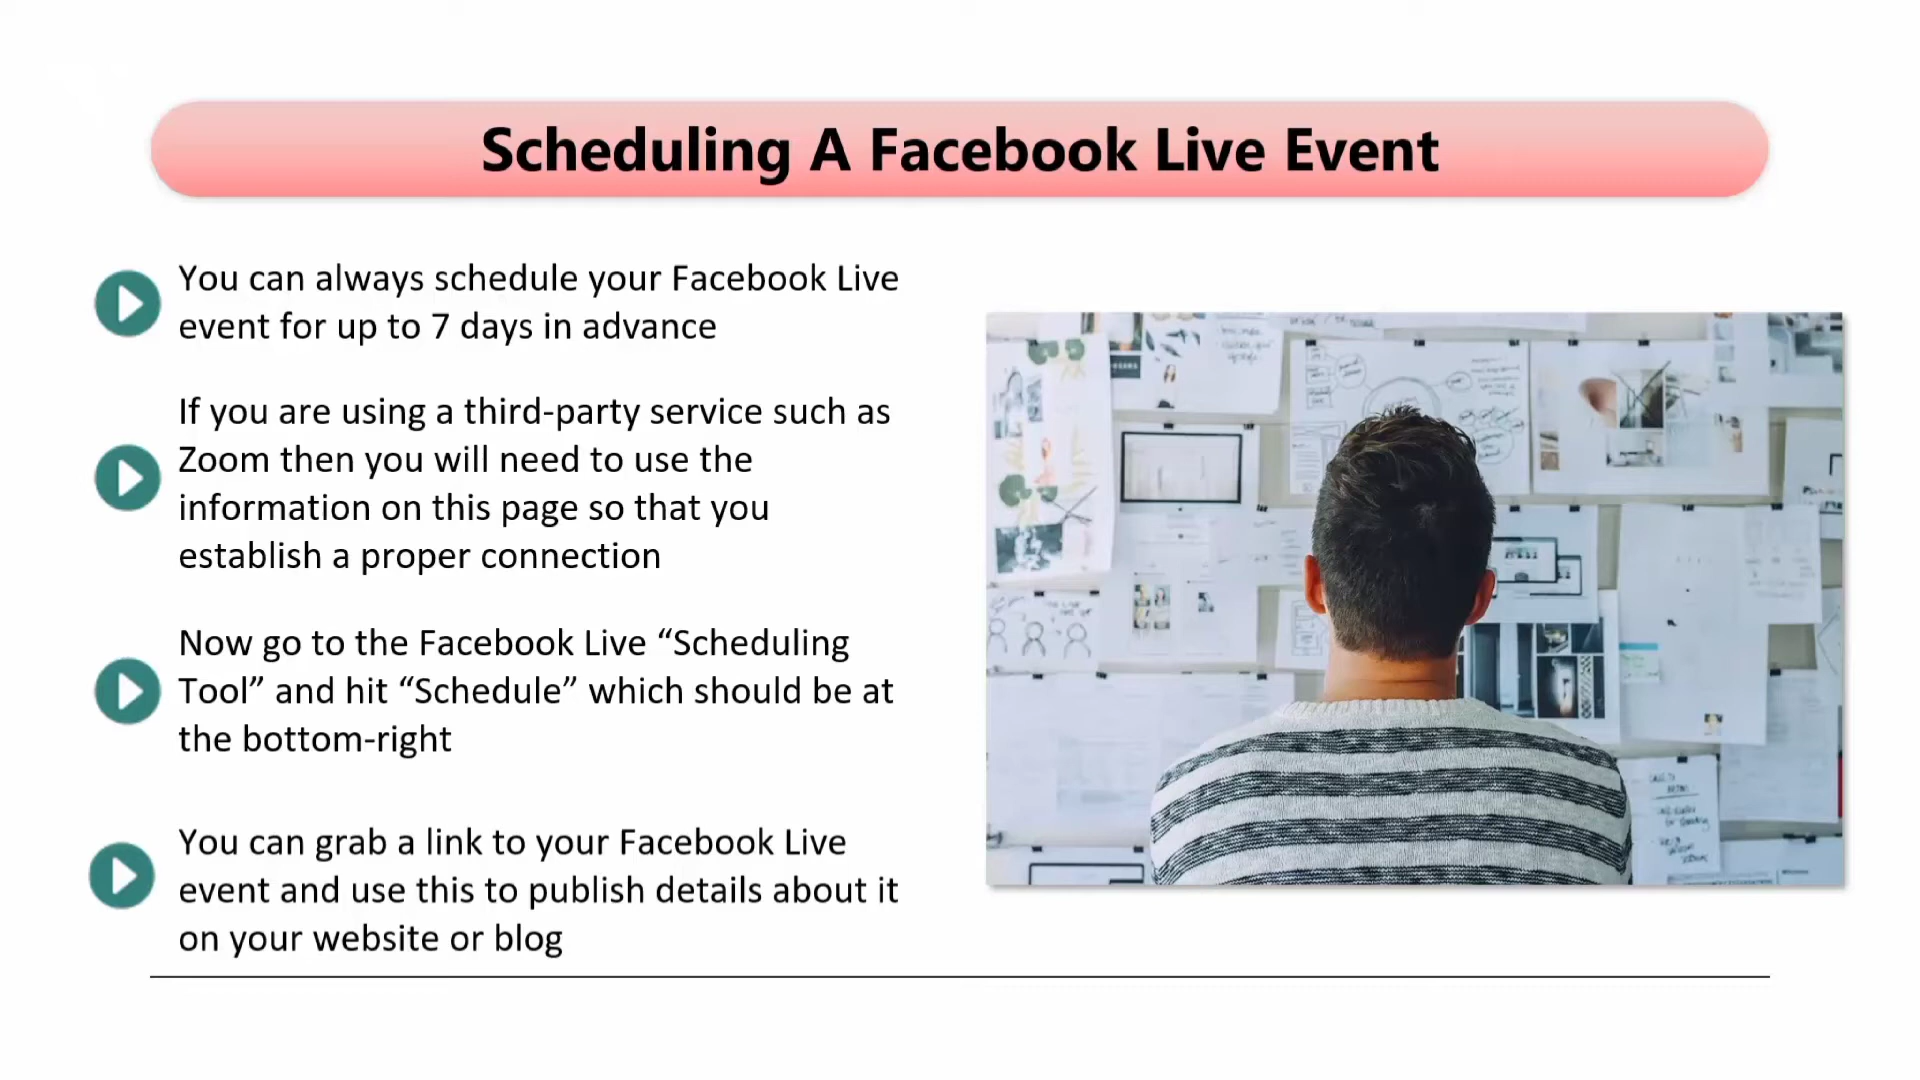 Scheduling A Facebook Live Event
You can always schedule your Facebook Live
event for up to 7 days in advance
If you are using a third-party service such as
Zoom then you will need to use the
information on this page so that you
establish a proper connection
Now go to the Facebook Live “Scheduling
Tool” and hit “Schedule” which should be at
the bottom-right
You can grab a link to your Facebook Live
event and use this to publish details about it
on your website or blog